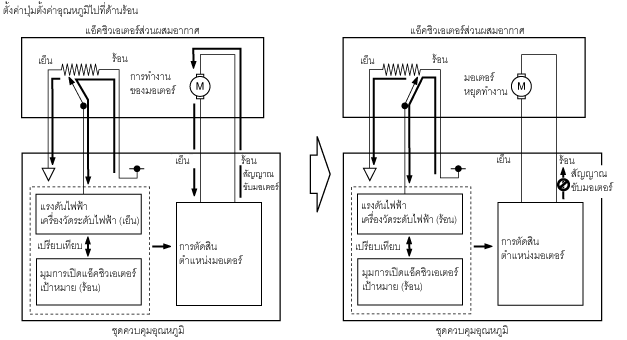 ตั้งค่าปุ่มตั้งค่าอุณหภูมิไปที่ด้านร้อน
แอ็คชิวเอเตอร์ส่วนผสมอากาศ
เย็น
ร้อน
การทำงาน
ของมอเตอร์
M
เย็น
ร้อน
สัญญาณ
ขับมอเตอร์
แรงดันไฟฟ้า
เครื่องวัดระดับไฟฟ้า (เย็น)
เปรียบเทียบ
มุมการเปิดแอ็คชิวเอเตอร์
เป้าหมาย (ร้อน)
การตัดสิน
ตำแหน่งมอเตอร์
ชุดควบคุมอุณหภูมิ
แอ็คชิวเอเตอร์ส่วนผสมอากาศ
เย็น
ร้อน
มอเตอร์
หยุดทำงาน
M
เย็น
ร้อน
สัญญาณ
ขับมอเตอร์
แรงดันไฟฟ้า
เครื่องวัดระดับไฟฟ้า (ร้อน)
เปรียบเทียบ
มุมการเปิดแอ็คชิวเอเตอร์
เป้าหมาย (ร้อน)
การตัดสิน
ตำแหน่งมอเตอร์
ชุดควบคุมอุณหภูมิ